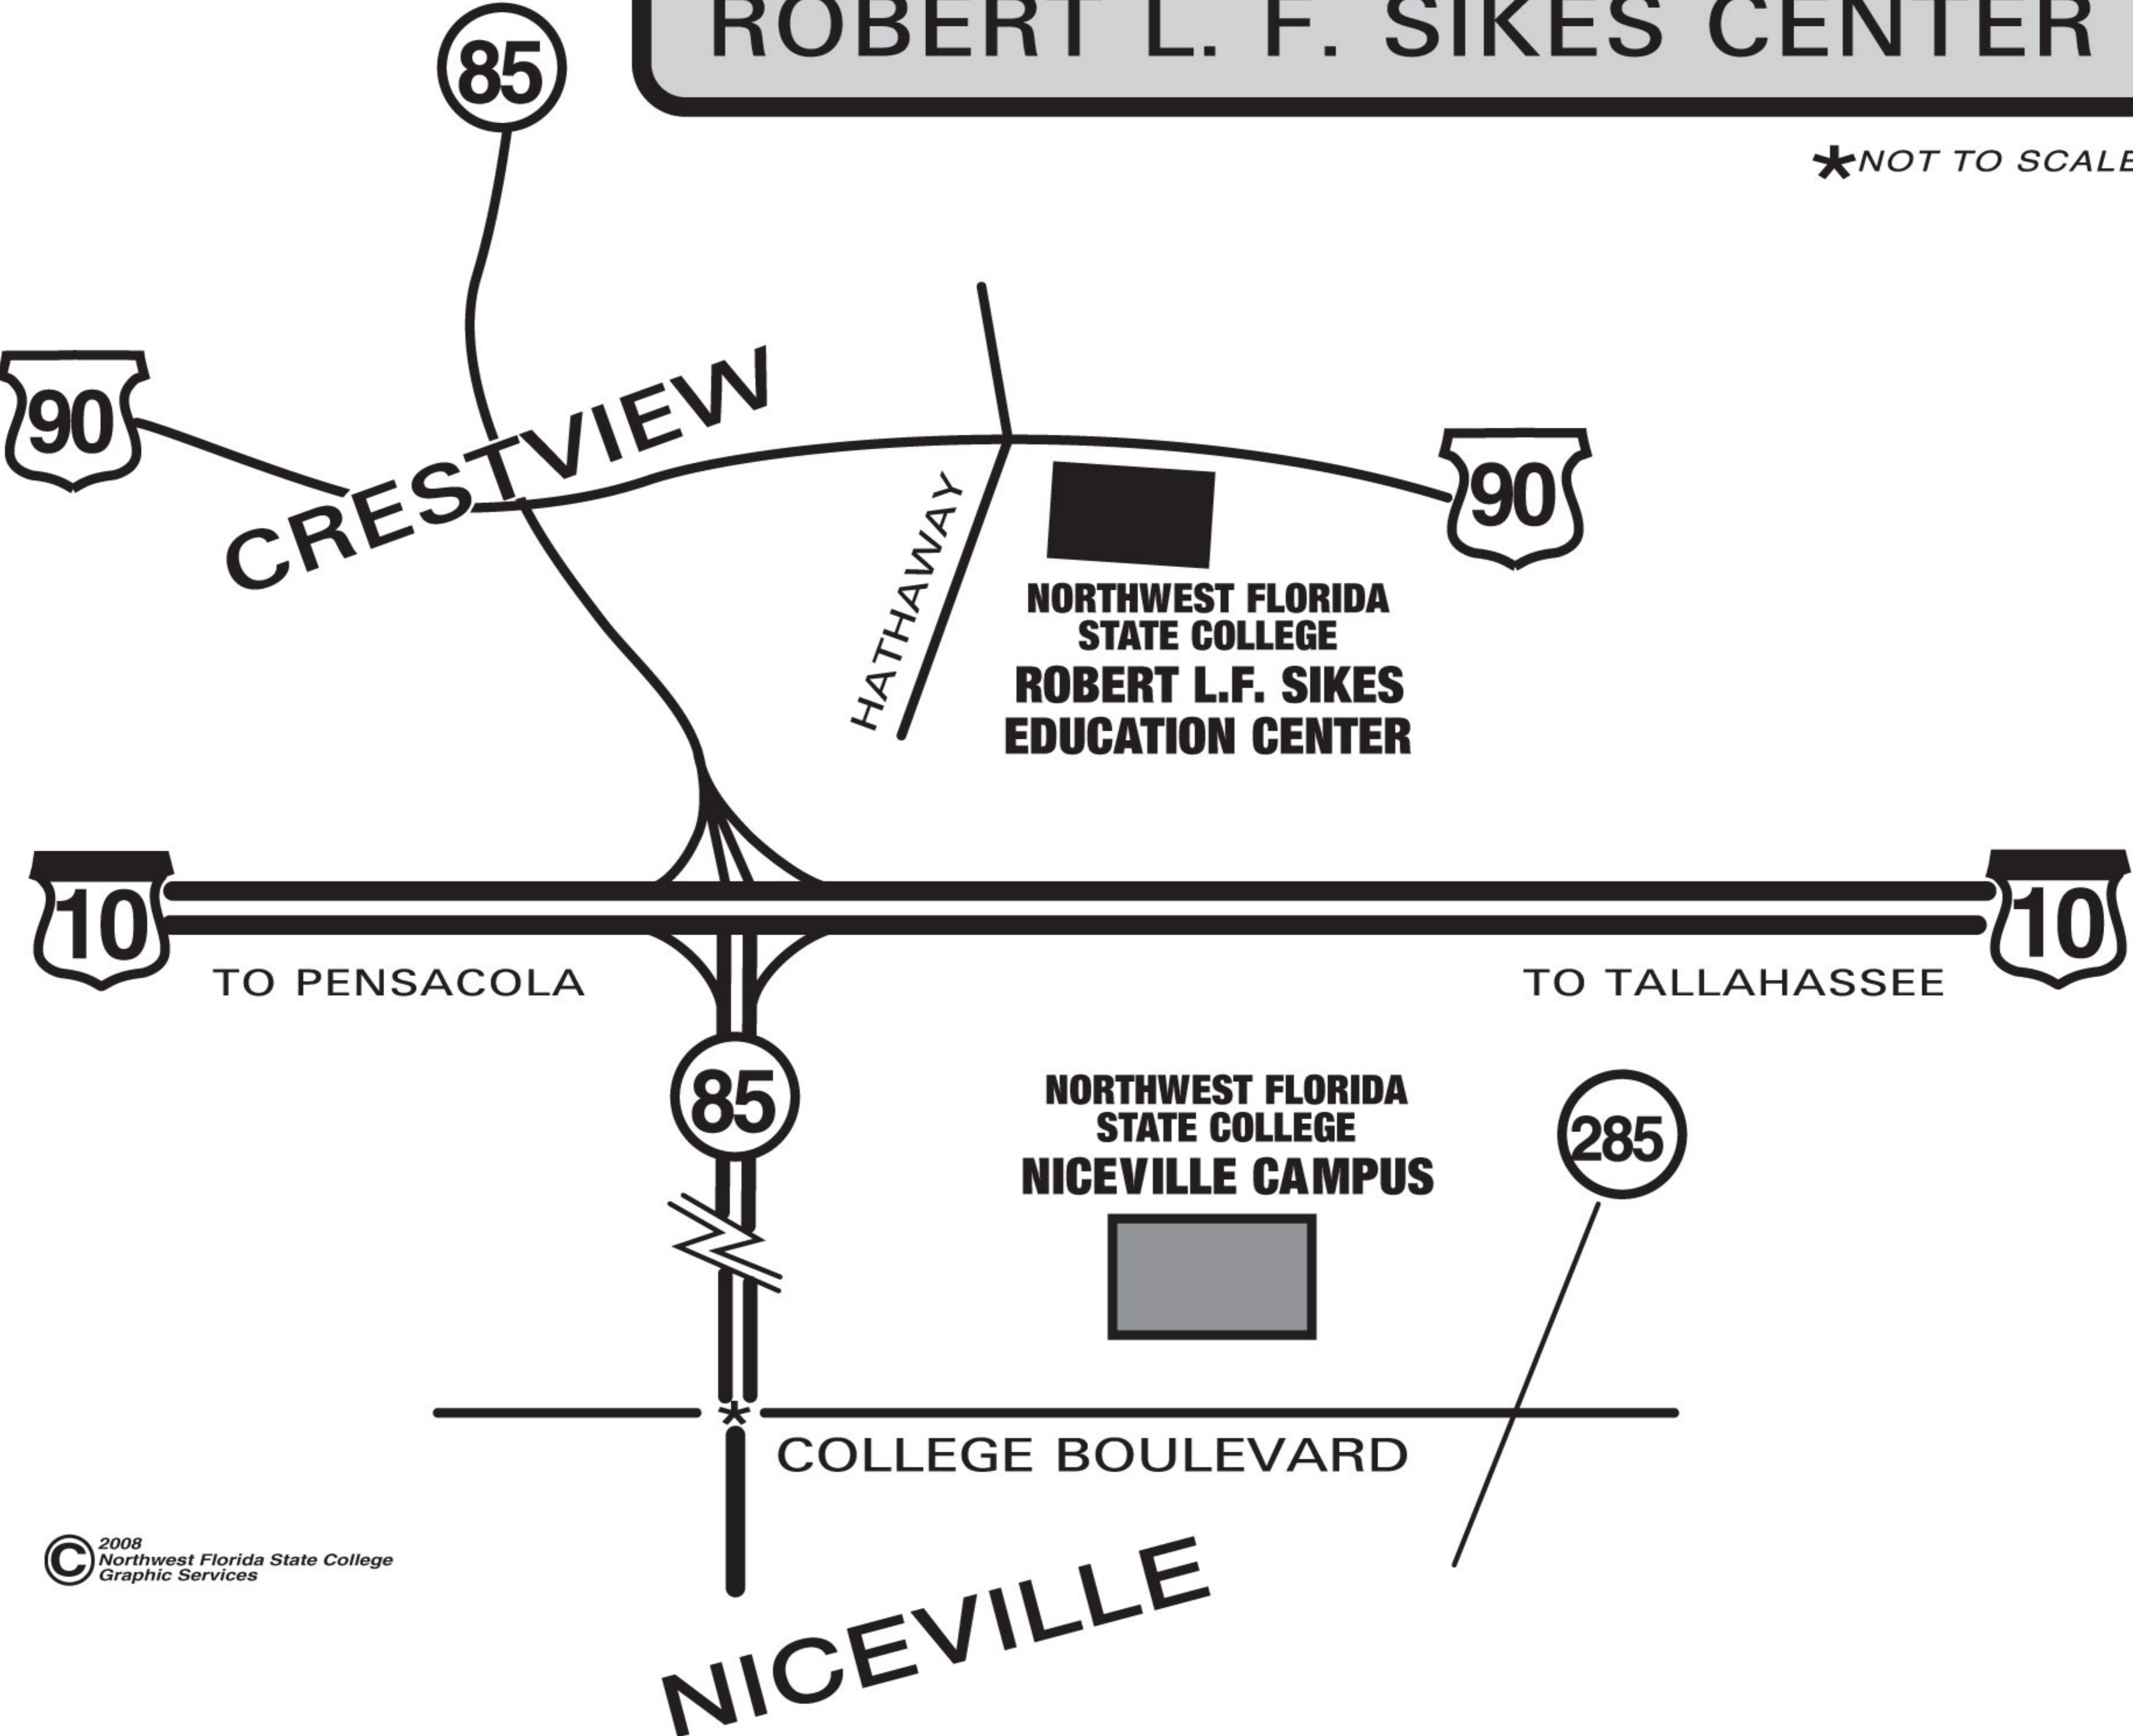 ROBERT L. F. SIKES CENTER
85
*NOT TO SCALE
90
CRESTVIEW
90
HATHAWAY
NORTHWEST FLORIDA
STATE COLLEGE
ROBERT L.F. SIKES
EDUCATION CENTER
10
10
TO PENSACOLA
TO TALLAHASSEE
85
NORTHWEST FLORIDA
STATE COLLEGE
NICEVILLE CAMPUS
285
*
COLLEGE BOULEVARD
© 2008
Northwest Florida State College
Graphic Services
NICEVILLE